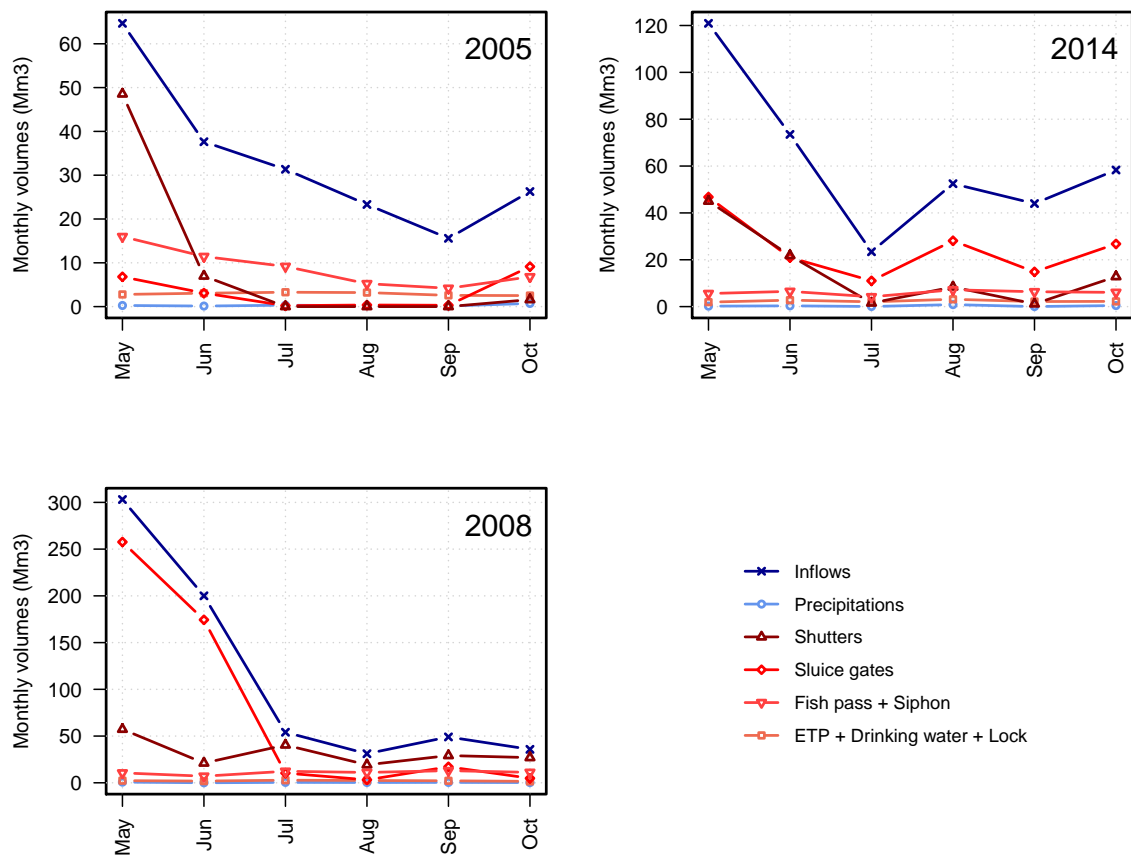 2005
Monthly volumes (Mm3)
60
50
40
30
20
10
0
May
Jun
Jul
Aug
Sep
Oct
2014
Monthly volumes (Mm3)
120
100
80
60
40
20
0
May
Jun
Jul
Aug
Sep
Oct
2008
Monthly volumes (Mm3)
300
250
200
150
100
50
0
May
Jun
Jul
Aug
Sep
Oct
Inflows
Precipitations
Shutters
Sluice gates
Fish pass + Siphon
ETP + Drinking water + Lock